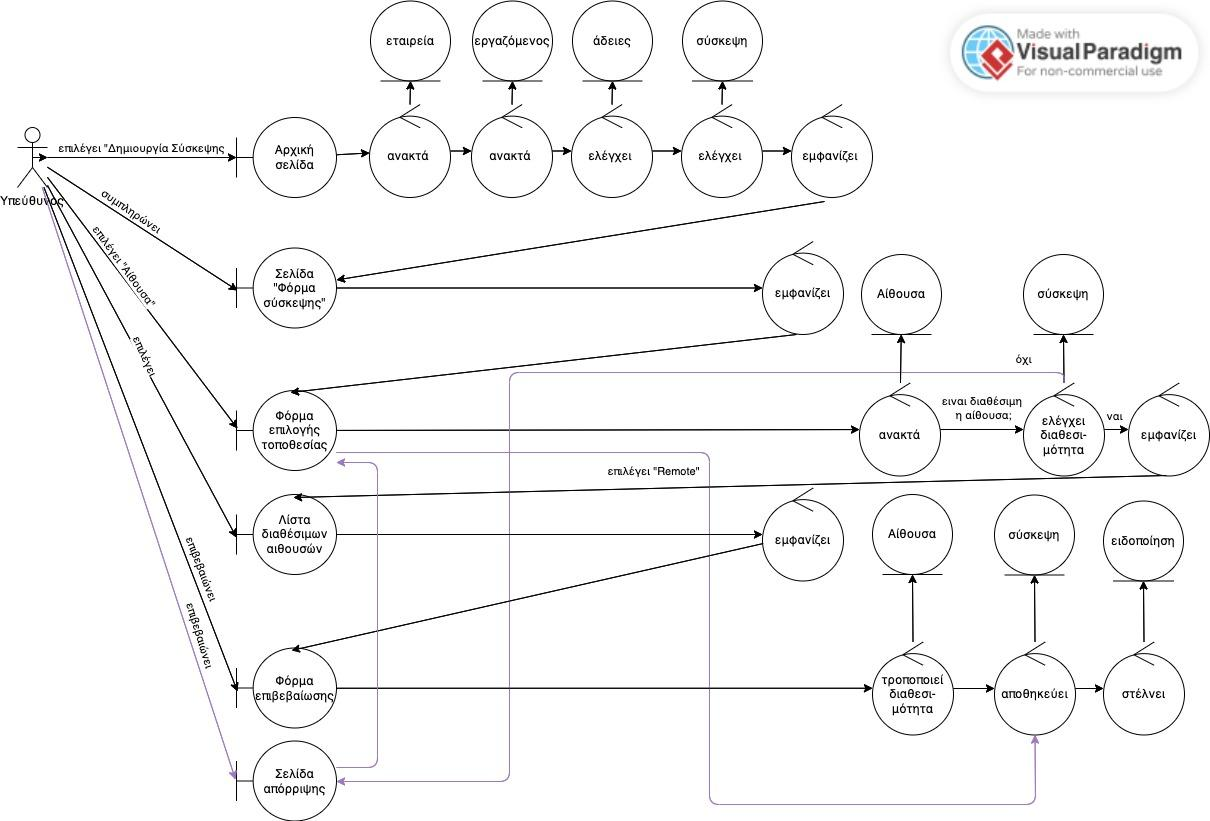 Made with
Visual Paradigm
For non-commercial use
εταιρεία
εργαζόμενος
άδειες
σύσκεψη
Υπεύθυνος
επιλέγει "Δημιουργία Σύσκεψης
Αρχική
σελίδα
ανακτά
ανακτά
ελέγχει
ελέγχει
εμφανίζει
συμπληρώνει
Σελίδα
"Φόρμα
σύσκεψης"
εμφανίζει
Αίθουσα
σύσκεψη
επιλέγει "Αίθουσα"
όχι
Φόρμα
επιλογής
τοποθεσίας
ανακτά
ειναι διαθέσιμη
η αίθουσα;
ελέγχει
διαθεσι-
μότητα
ναι
εμφανίζει
επιλέγει
επιλέγει "Remote"
Λίστα
διαθέσιμων
αιθουσών
εμφανίζει
Αίθουσα
σύσκεψη
ειδοποίηση
επιβεβαιώνει
επιβεβαιώνει
Φόρμα
επιβεβαίωσης
τροποποιεί
διαθεσι-
μότητα
αποθηκεύει
στέλνει
Σελίδα
απόρριψης